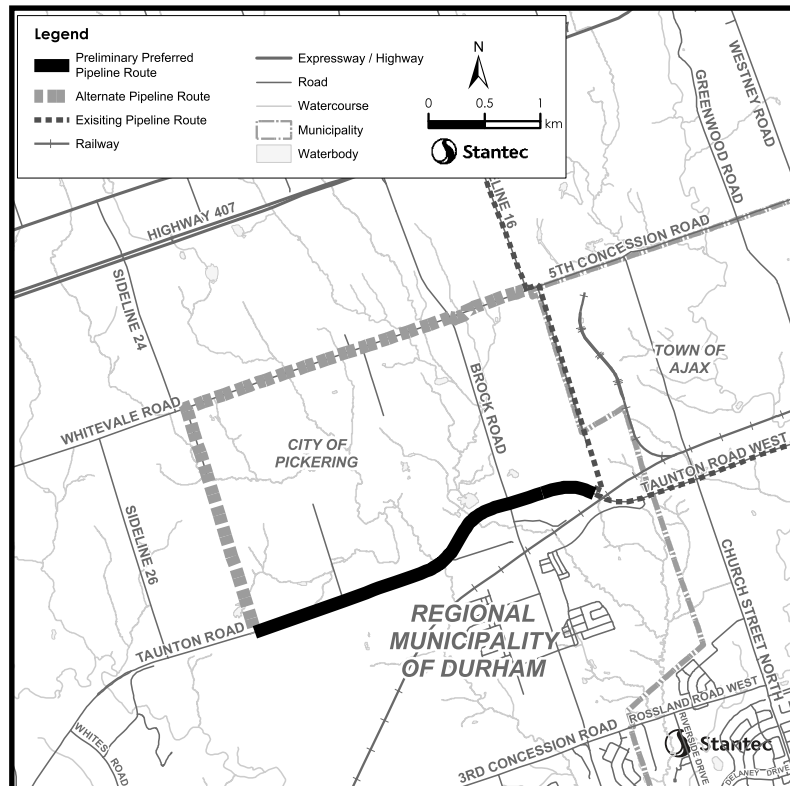 Legend
Preliminary Preferred
Pipeline Route
Alternate Pipeline Route
Exisiting Pipeline Route
Railway
Expressway / Highway
Road
Watercourse
Municipality
Waterbody
N
0 0.5 1
km
Stantec
WESTNEY ROAD
GREENWOOD ROAD
LINE 16
HIGHWAY 407
5TH CONCESSION ROAD
SIDELINE 24
TOWN OF
AJAX
BROCK ROAD
WHITEVALE ROAD
CITY OF
PICKERING
TAUNTON ROAD WEST
SIDELINE 26
CHURCH STREET NORTH
REGIONAL
MUNICIPALITY
OF DURHAM
TAUNTON ROAD
ROSSLAND ROAD WEST
WHITES ROAD
3RD CONCESSION ROAD
RIVERSIDE DRIVE
Stantec
DELANEY DRIVE